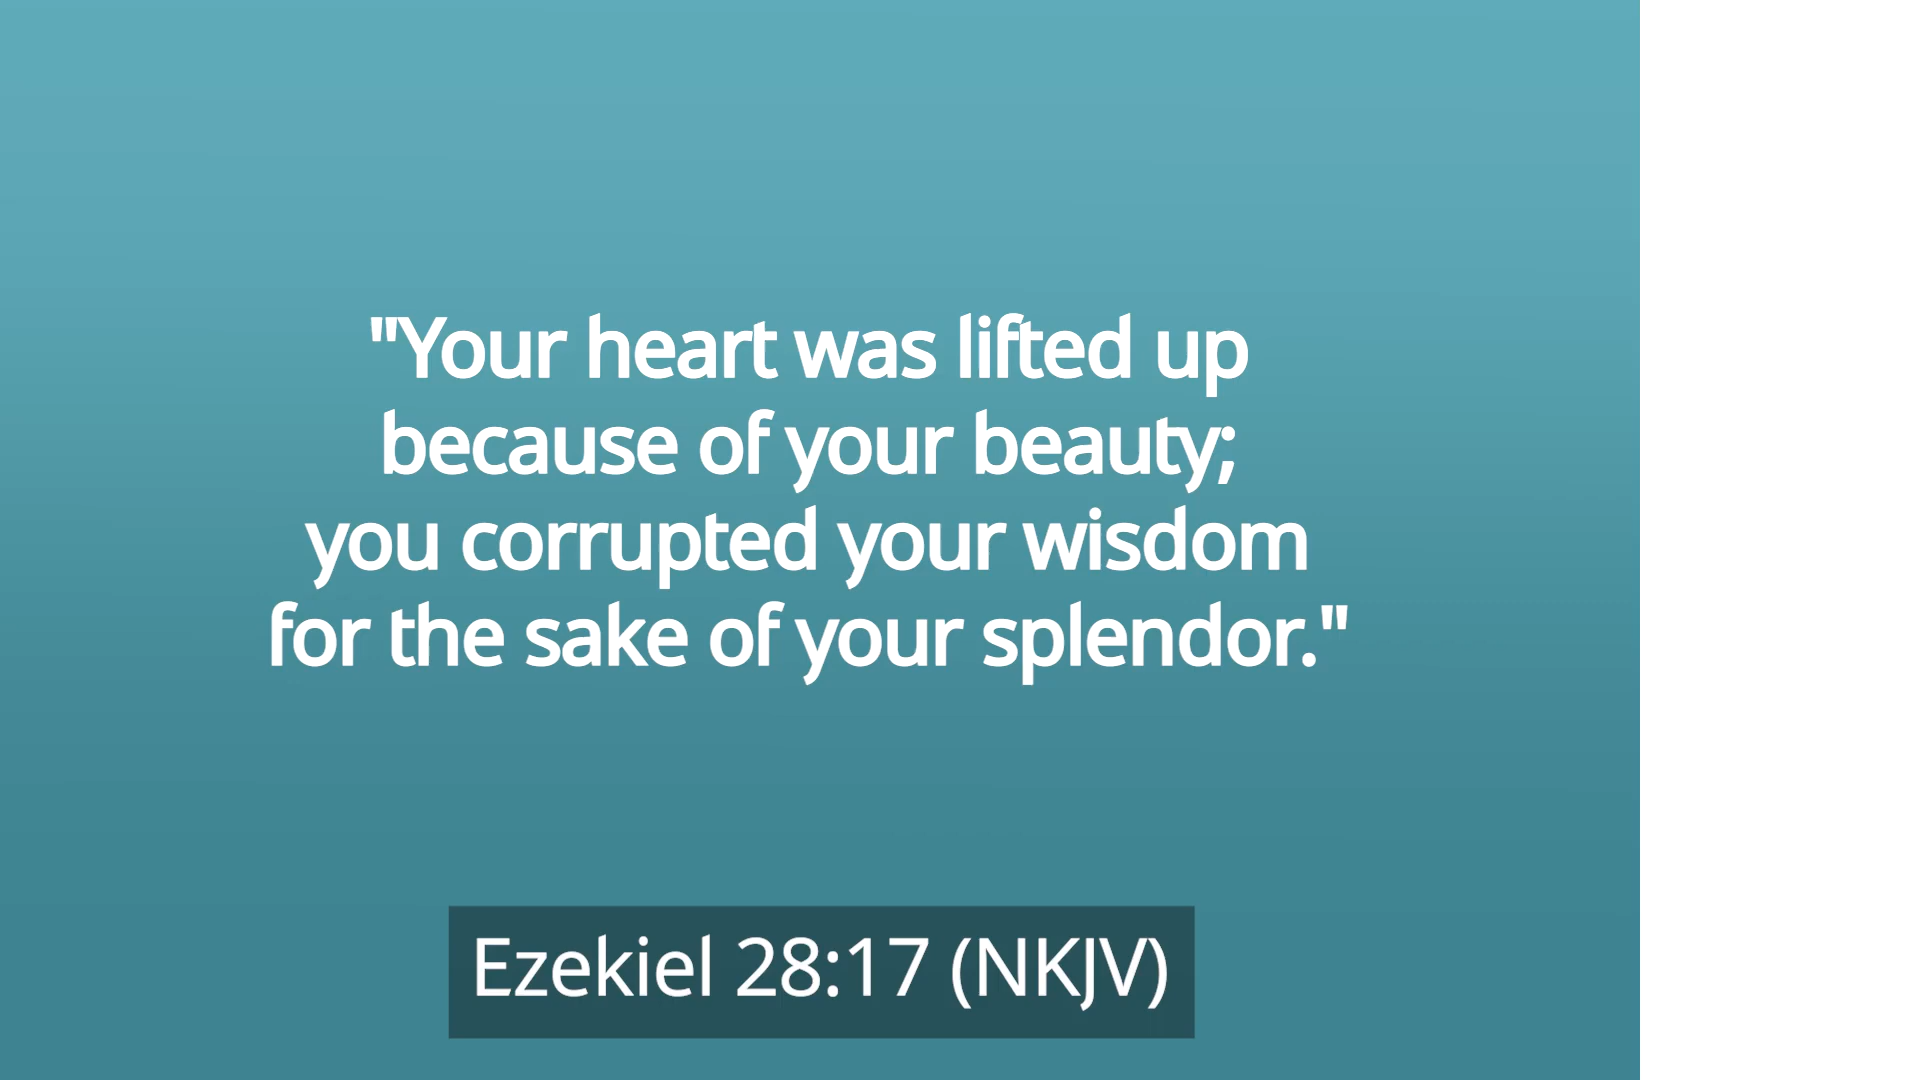 "Your heart was lifted up
because of your beauty;
you corrupted your wisdom
for the sake of your splendor."
Ezekiel 28:17 (NKJV)